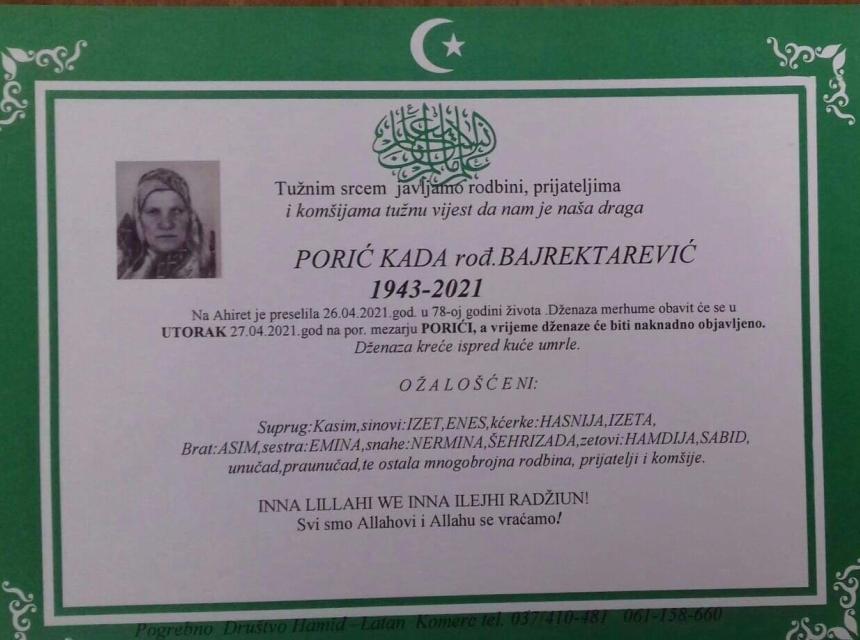 Tužnim srcem javljamo rodbini, prijateljima
i komšijama tužnu vijest da nam je naša draga
PORIĆ KADA rođ.BAJREKTAREVIĆ
1943-2021
Na Ahiret je preselila 26.04.2021.god. u 78-oj godini života .Dženaza merhume obavit će se u
UTORAK 27.04.2021.god na por. mezarju PORIĆI, a vrijeme dženaze će biti naknadno objavljeno.
Dženaza kreće ispred kuće umrle.
O Ž A L O Š Ć E NI:
Suprug:Kasim,sinovi:IZET,ENES,kćerke:HASNIJA,IZETA,
Brat:ASIM,sestra:EMINA,snahe:NERMINA,ŠEHRIZADA,zetovi:HAMDIJA,SABID,
unučad,praunučad,te ostala mnogobrojna rodbina, prijatelji i komšije.
INNA LILLAHI WE INNA ILEJHI RADŽIUN!
Svi smo Allahovi i Allahu se vraćamo!
Pogrebno Društvo Hamid -Latan Komerc tel. 037/410-481 061-158-660